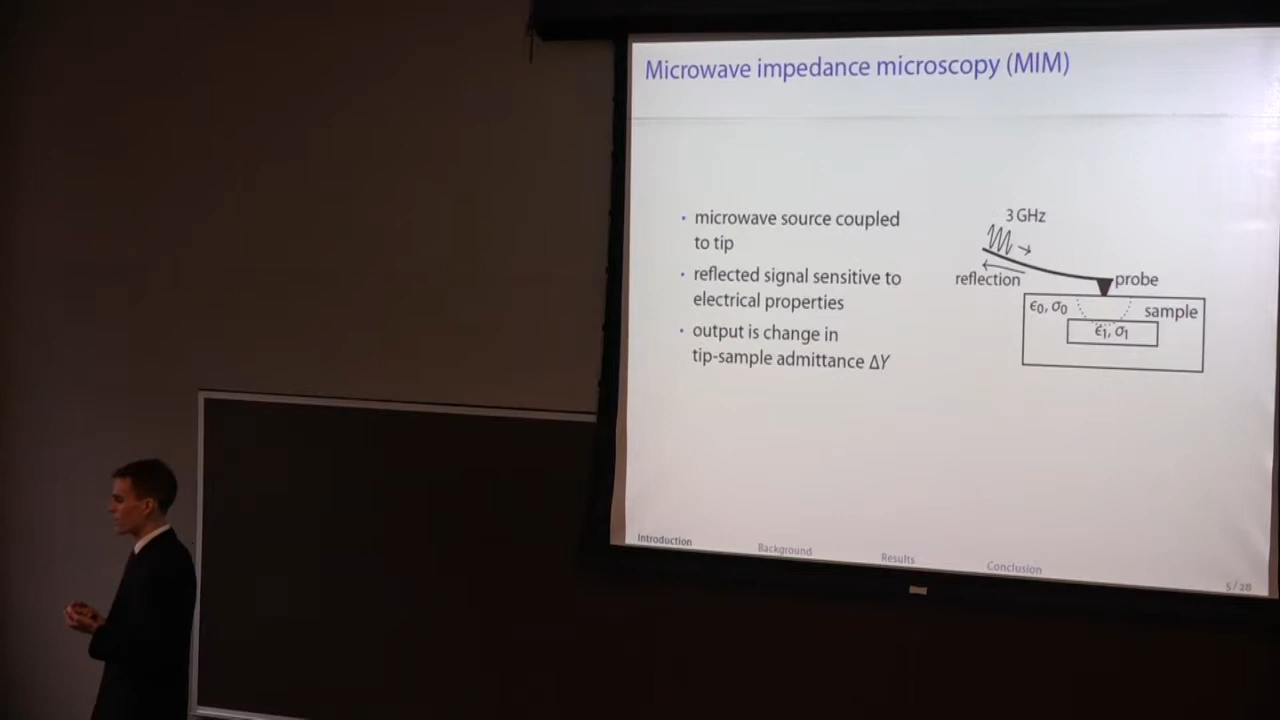 Microwave impedance microscopy (MIM)
• microwave source coupled
to tip
• reflected signal sensitive to
electrical properties
• output is change in
tip-sample admittance ΔY
3 GHz
reflection
probe
ϵ₀, σ₀
sample
ϵ₁, σ₁
Introduction
Background
Results
Conclusion
5 / 28